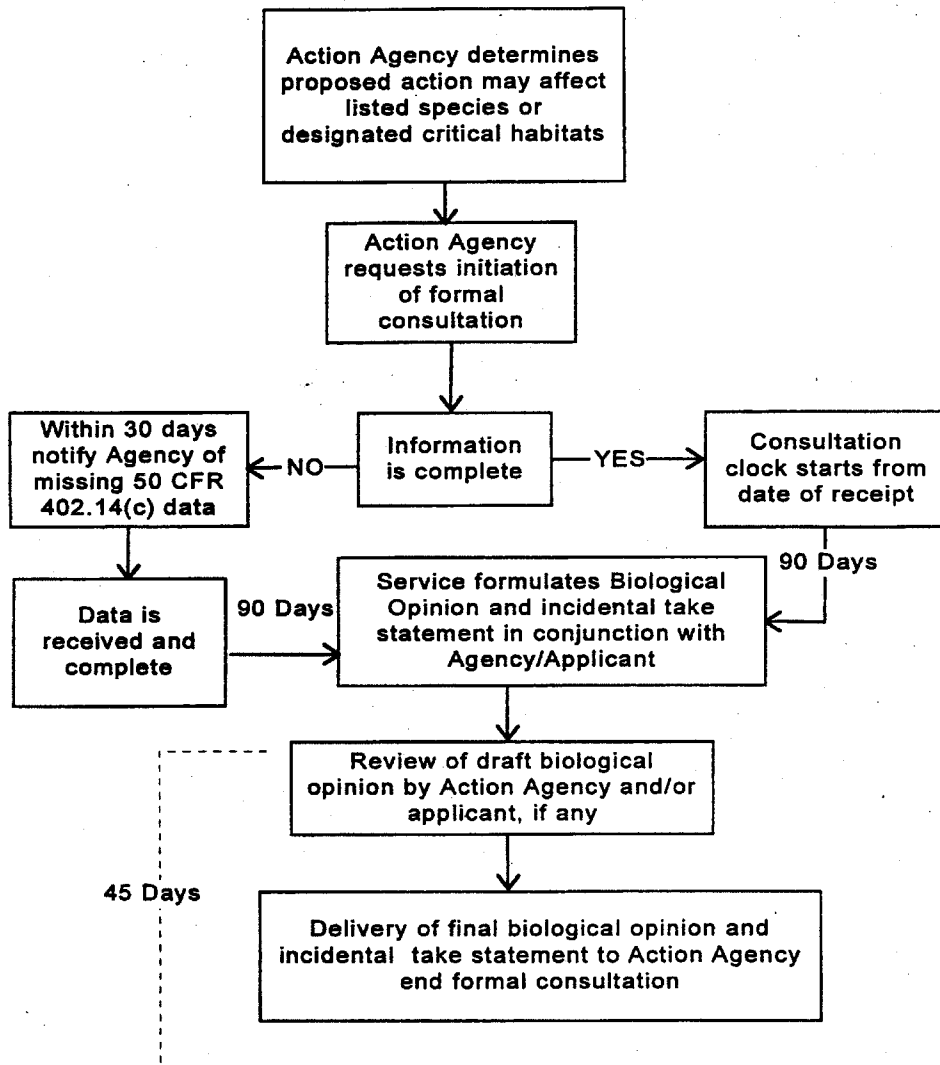 Action Agency determines
proposed action may affect
listed species or
designated critical habitats
Action Agency
requests initiation
of formal
consultation
Within 30 days
notify Agency of
missing 50 CFR
402.14(c) data
NO
Information
is complete
YES
Consultation
clock starts from
date of receipt
90 Days
Data is
received and
complete
90 Days
Service formulates Biological
Opinion and incidental take
statement in conjunction with
Agency/Applicant
Review of draft biological
opinion by Action Agency and/or
applicant, if any
45 Days
Delivery of final biological opinion and
incidental take statement to Action Agency
end formal consultation